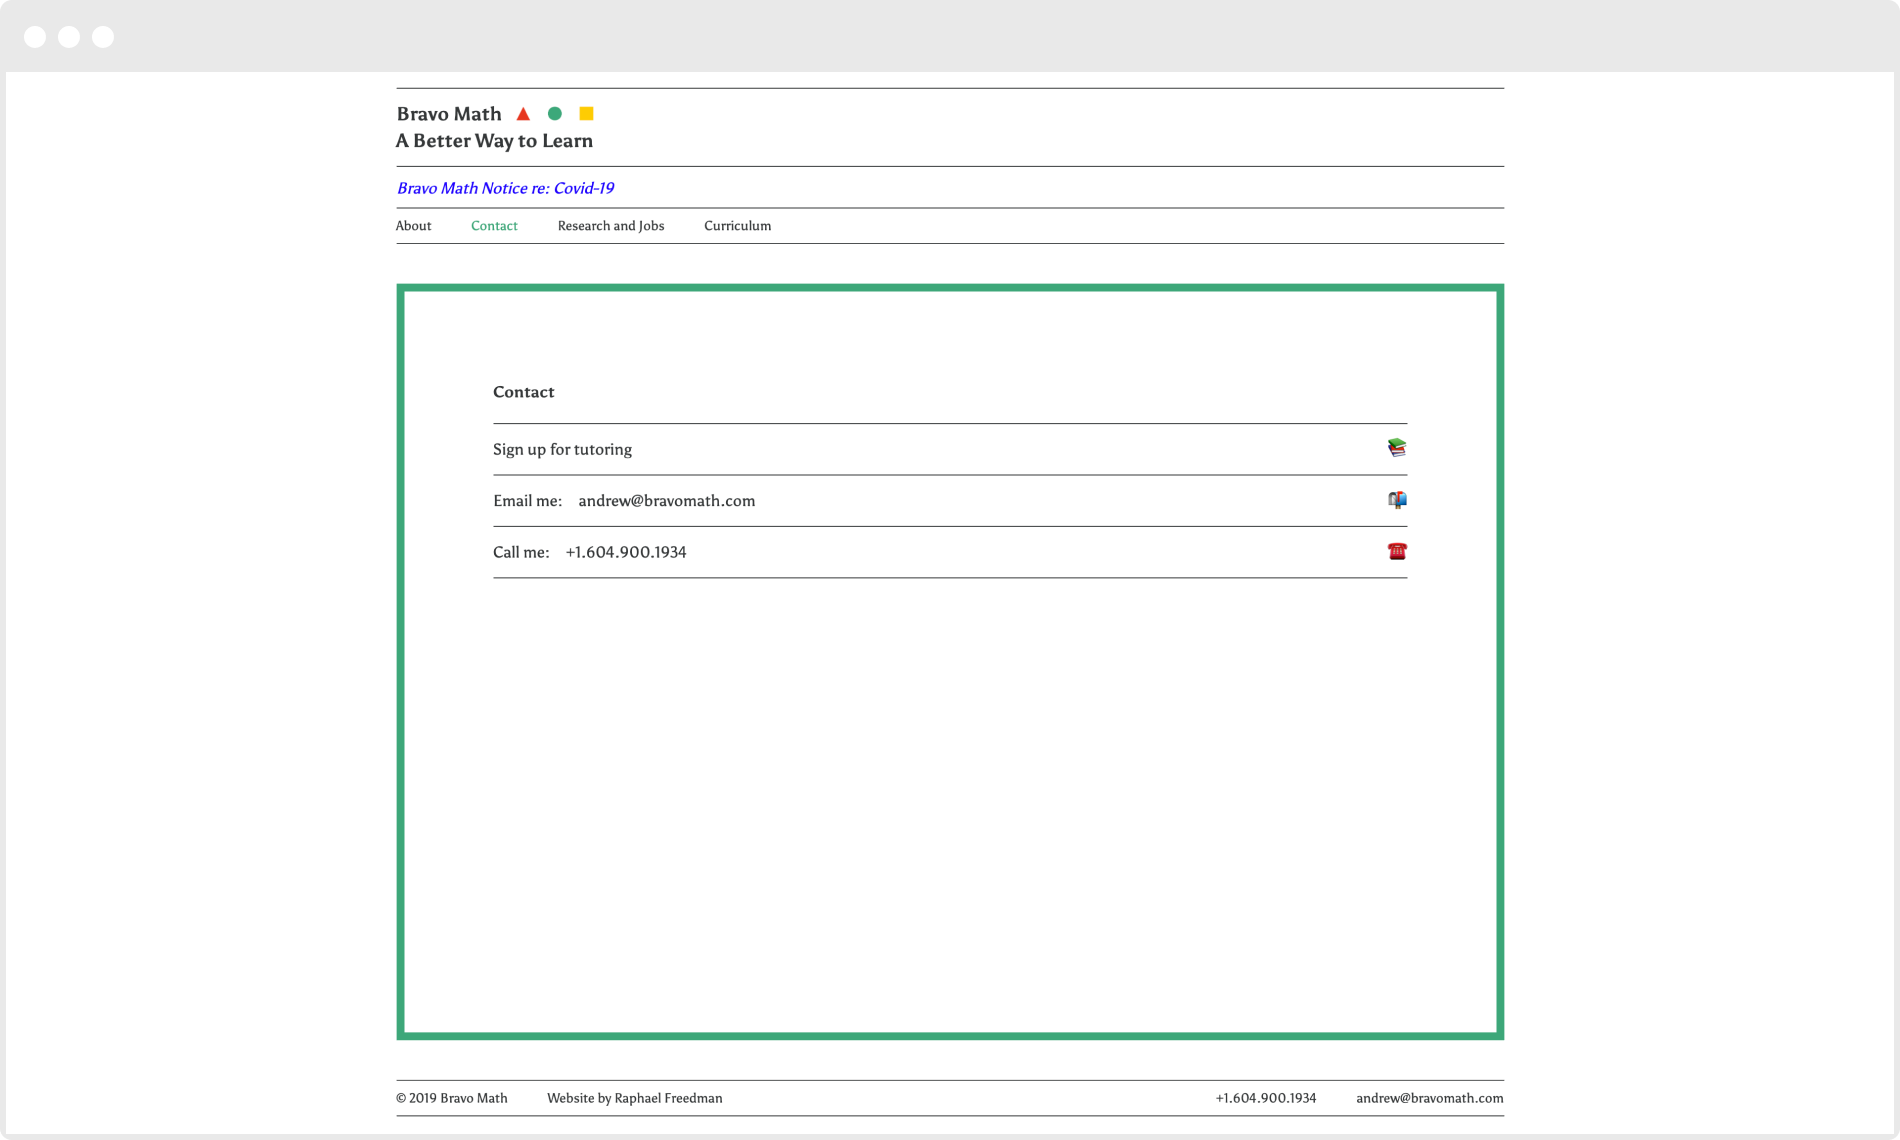 Bravo Math
A Better Way to Learn
Bravo Math Notice re: Covid-19
About Contact Research and Jobs Curriculum
Contact
Sign up for tutoring
Email me: andrew@bravomath.com
Call me: +1.604.900.1934
© 2019 Bravo Math Website by Raphael Freedman +1.604.900.1934 andrew@bravomath.com